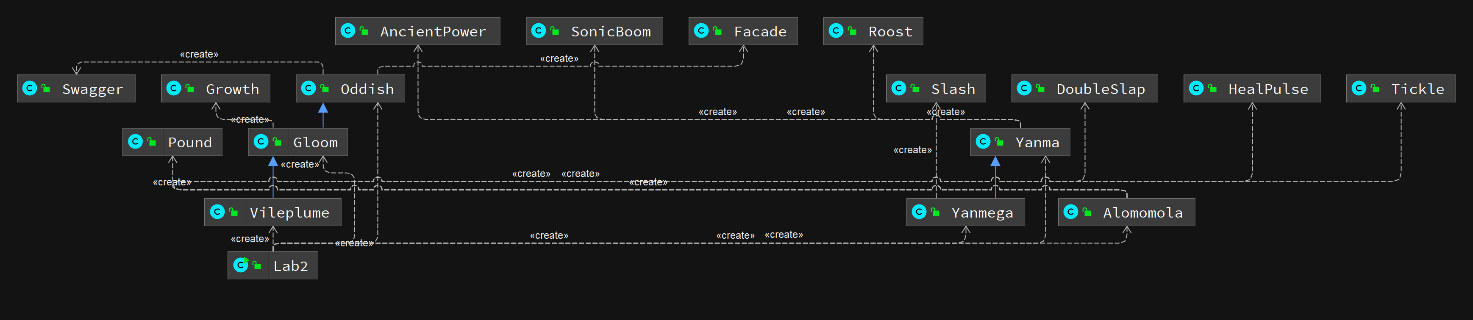 AncientPower SonicBoom Facade Roost
«create» «create»
Swagger Growth Oddish Slash DoubleSlap HealPulse Tickle
«create» «create» «create» «create»
Pound Gloom Yanma
«create»
«create»
«create» «create»
«create» «create»
Vileplume Yanmega Alomomola
«create» «create» «create» «create» «create»
Lab2